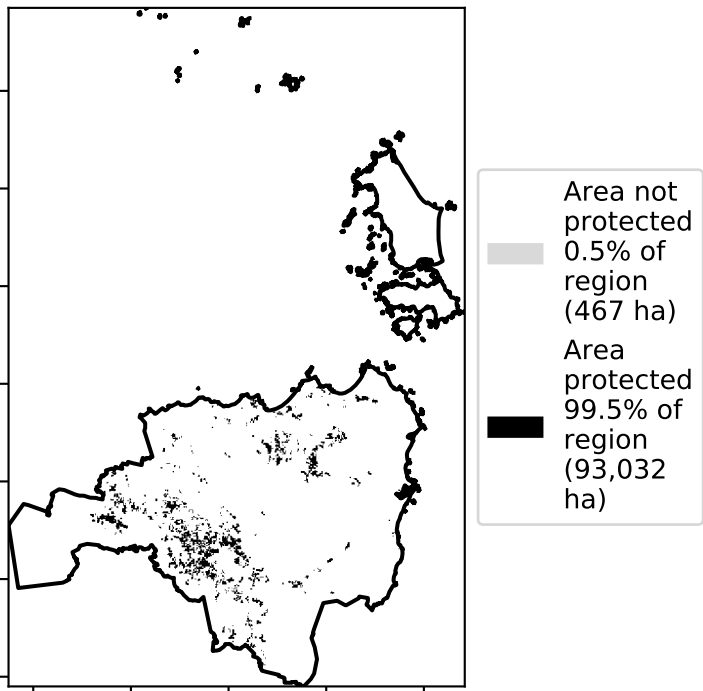 Area not
protected
0.5% of
region
(467 ha)
Area
protected
99.5% of
region
(93,032
ha)